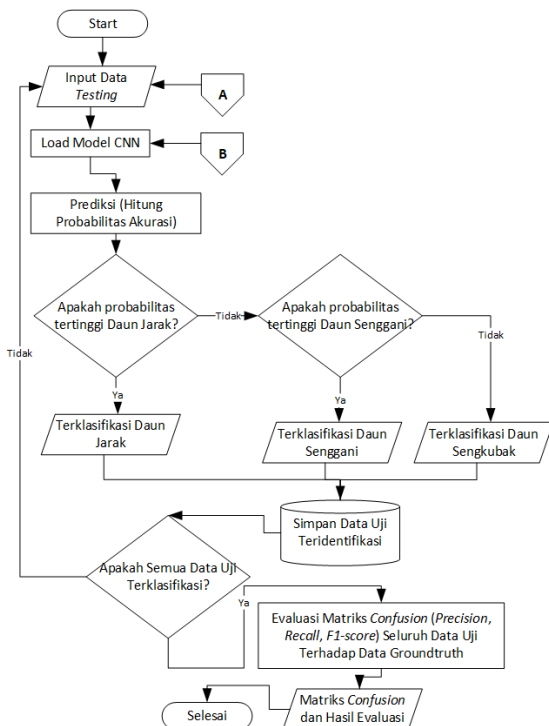 Start
Input Data
Testing
A
Load Model CNN
B
Prediksi (Hitung
Probabilitas Akurasi)
Apakah probabilitas
tertinggi Daun Jarak?
Tidak
Apakah probabilitas
tertinggi Daun Senggani?
Tidak
Tidak
Ya
Ya
Terklasifikasi Daun
Jarak
Terklasifikasi Daun
Senggani
Terklasifikasi Daun
Sengkubak
Simpan Data Uji
Teridentifikasi
Apakah Semua Data Uji
Terklasifikasi?
Ya
Evaluasi Matriks Confusion (Precision,
Recall, F1-score) Seluruh Data Uji
Terhadap Data Groundtruth
Matriks Confusion
dan Hasil Evaluasi
Selesai